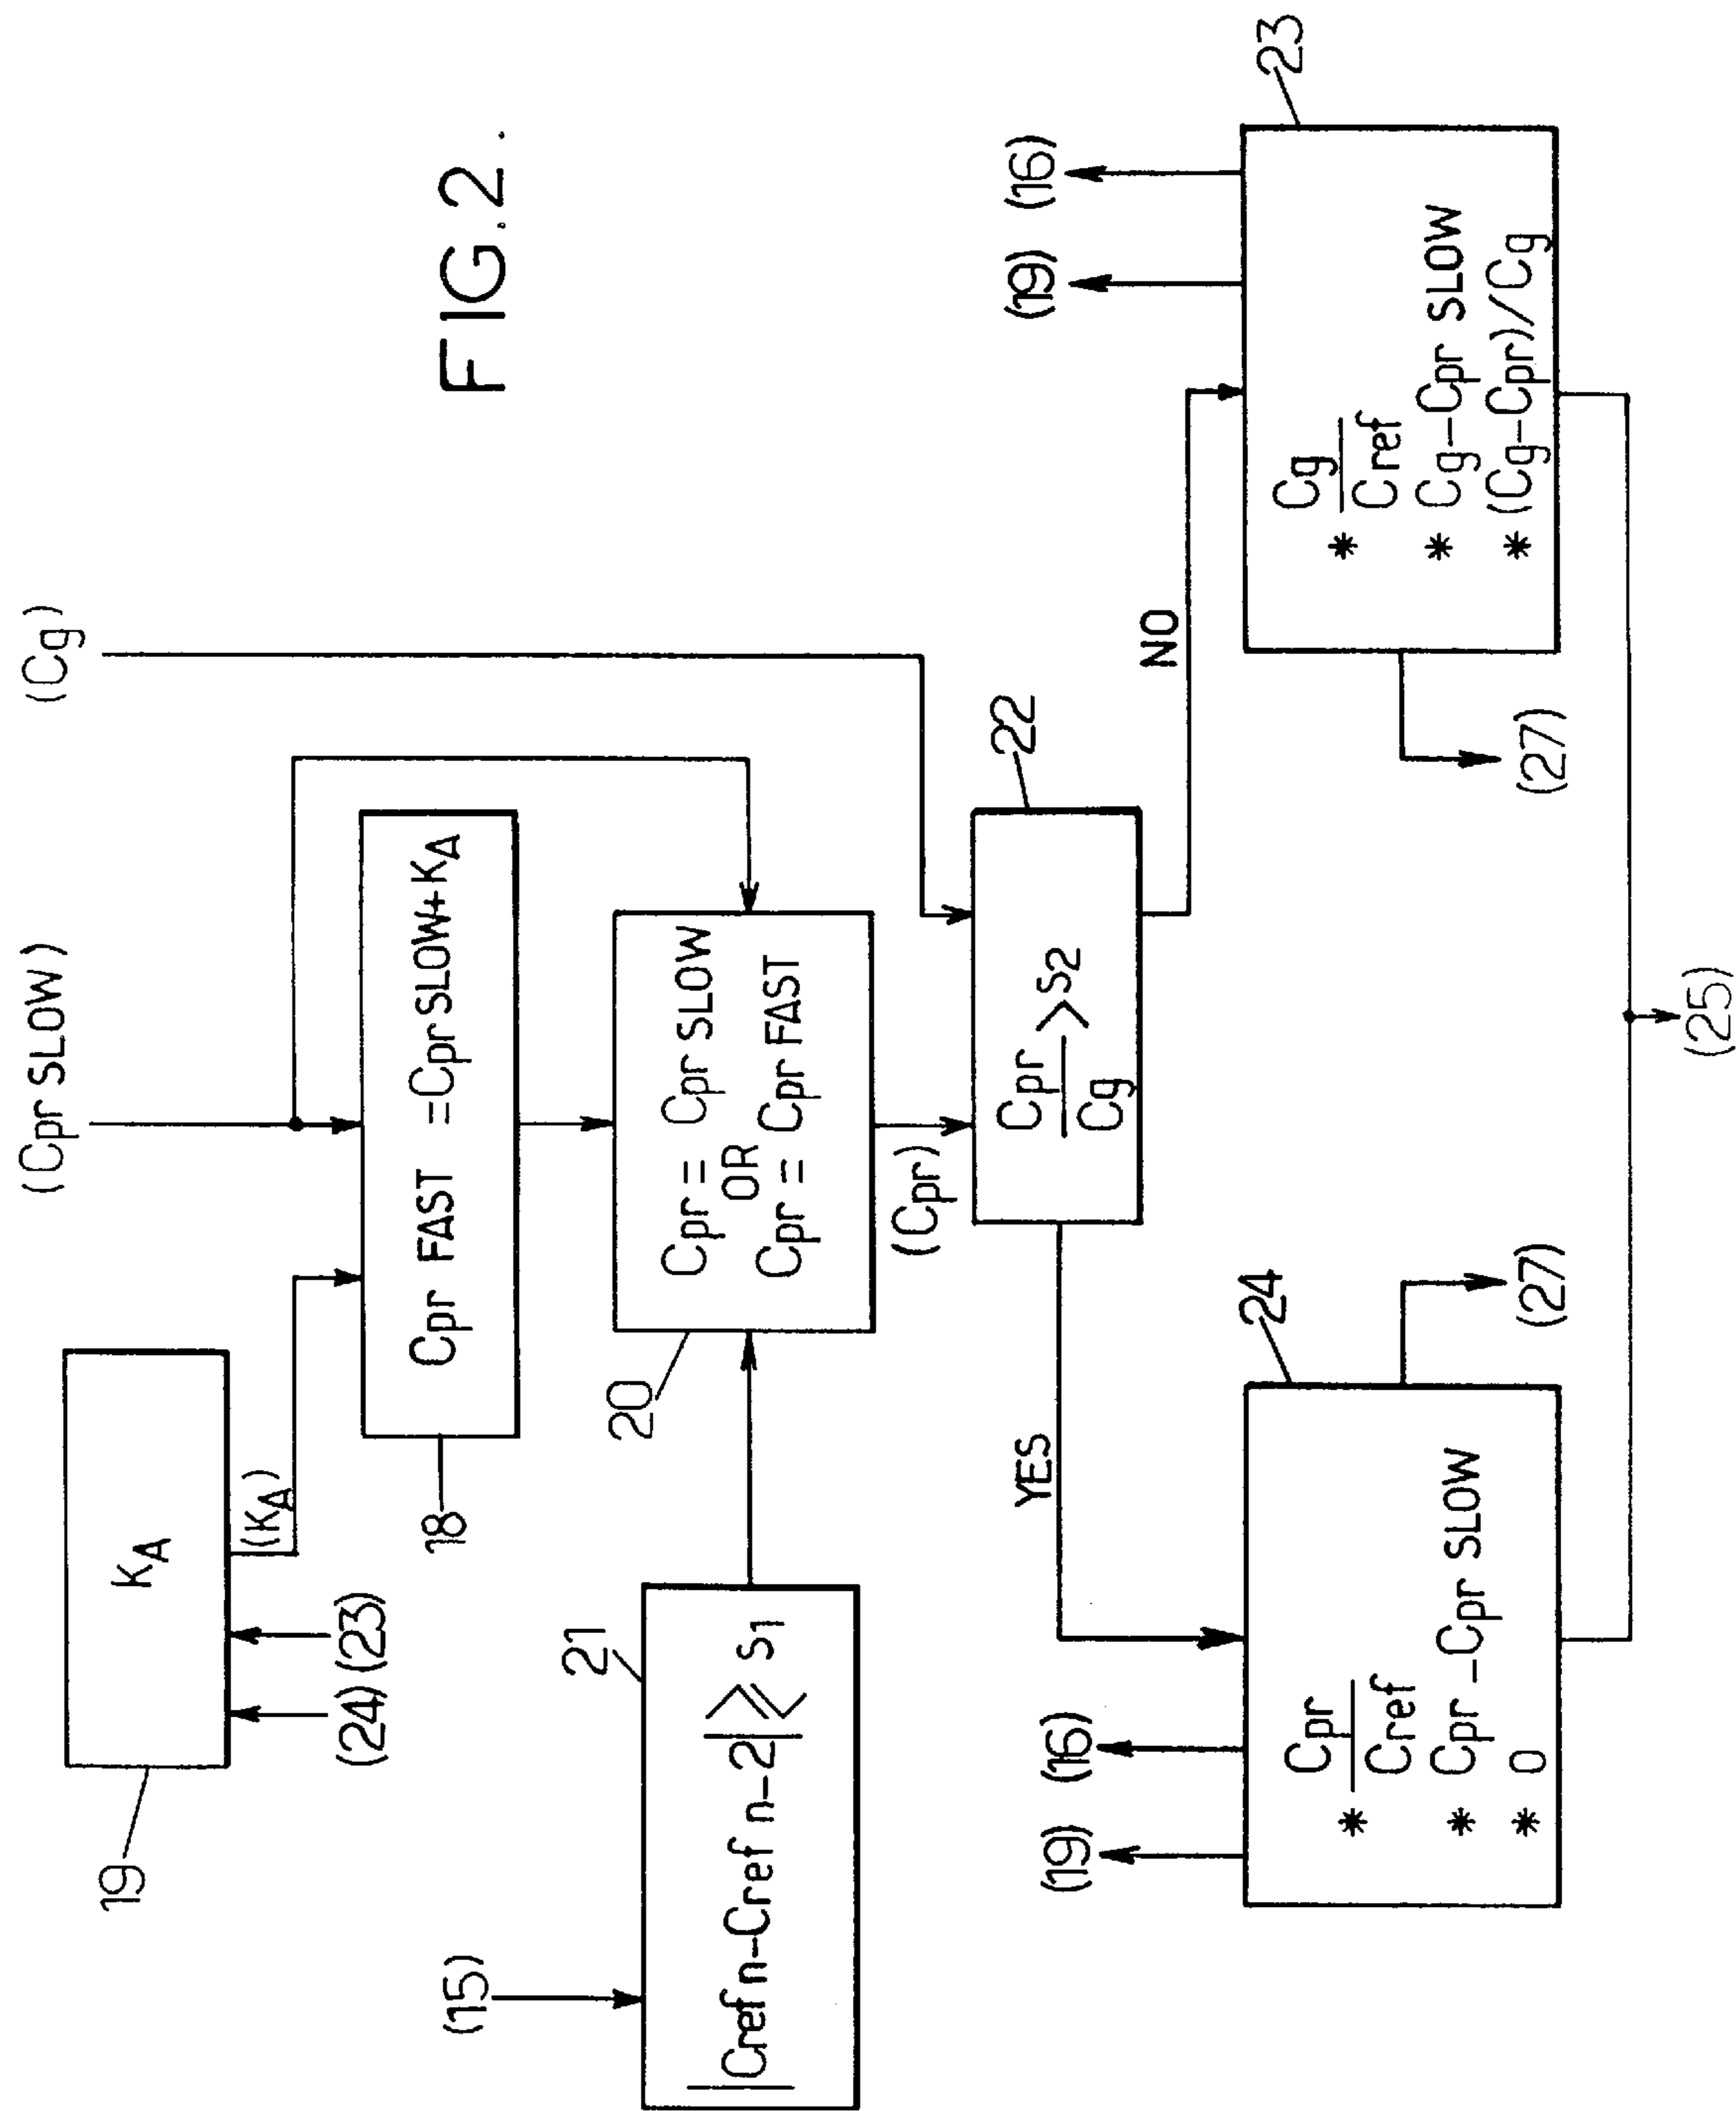 FIG.2.
(Cpr SLOW)
(Cg)
19
KA
(24)
(23)
(KA)
Cpr FAST =Cpr SLOW+KA
18
(15)
21
|Cref n-Cref n-2| ≷ S1
20
Cpr= Cpr SLOW
OR
Cpr= Cpr FAST
(Cpr)
22
Cpr
Cg
>S2
YES
NO
24
(19)
(16)
* Cpr
Cref
* Cpr-Cpr SLOW
* 0
(27)
23
(19)
(16)
* Cg
Cref
* Cg-Cpr SLOW
* (Cg-Cpr)/Cg
(27)
(25)